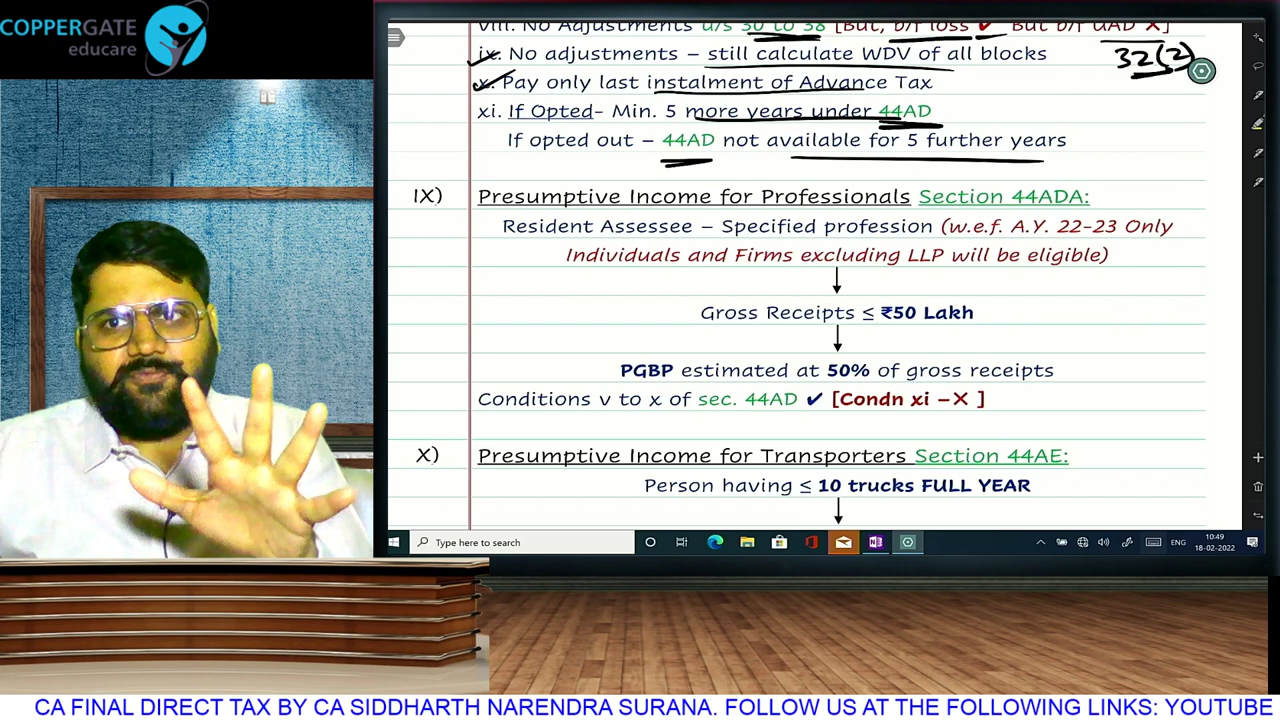 COPPERGATE
educare
viii. No Adjustments u/s 30 to 38 [But, b/f loss ✔ But b/f UAD X]
32(2)
ix. No adjustments – still calculate WDV of all blocks
x. Pay only last instalment of Advance Tax
xi. If Opted- Min. 5 more years under 44AD
If opted out – 44AD not available for 5 further years
IX) Presumptive Income for Professionals Section 44ADA:
Resident Assessee – Specified profession (w.e.f. A.Y. 22-23 Only
Individuals and Firms excluding LLP will be eligible)
Gross Receipts ≤ ₹50 Lakh
PGBP estimated at 50% of gross receipts
Conditions v to x of sec. 44AD ✔ [Condn xi –X ]
X) Presumptive Income for Transporters Section 44AE:
Person having ≤ 10 trucks FULL YEAR
Type here to search
ENG
10:49
18-02-2022
CA FINAL DIRECT TAX BY CA SIDDHARTH NARENDRA SURANA. FOLLOW US AT THE FOLLOWING LINKS: YOUTUBE